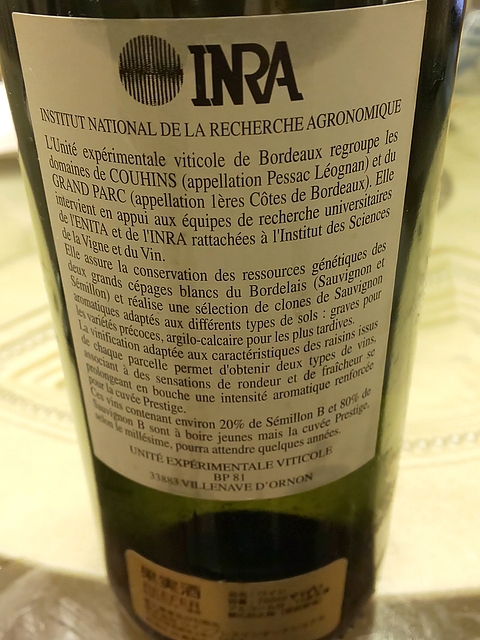 INRA
INSTITUT NATIONAL DE LA RECHERCHE AGRONOMIQUE
L'Unité expérimentale viticole de Bordeaux regroupe les
domaines de COUHINS (appellation Pessac Léognan) et du
GRAND PARC (appellation 1ères Côtes de Bordeaux). Elle
intervient en appui aux équipes de recherche universitaires
de l'ENITA et de l'INRA rattachées à l'Institut des Sciences
de la Vigne et du Vin.
Elle assure la conservation des ressources génétiques des
deux grands cépages blancs du Bordelais (Sauvignon et
Sémillon) et réalise une sélection de clones de Sauvignon
aromatiques adaptés aux différents types de sols : graves pour
les variétés précoces, argilo-calcaire pour les plus tardives.
La vinification adaptée aux caractéristiques des raisins issus
de chaque parcelle permet d'obtenir deux types de vins,
associant à des sensations de rondeur et de fraîcheur se
prolongeant en bouche une intensité aromatique renforcée
pour la cuvée Prestige.
Ces vins contenant environ 20% de Sémillon B et 80% de
Sauvignon B sont à boire jeunes mais la cuvée Prestige,
selon le millésime, pourra attendre quelques années.
UNITÉ EXPÉRIMENTALE VITICOLE
BP 81
33883 VILLENAVE D'ORNON
果実酒